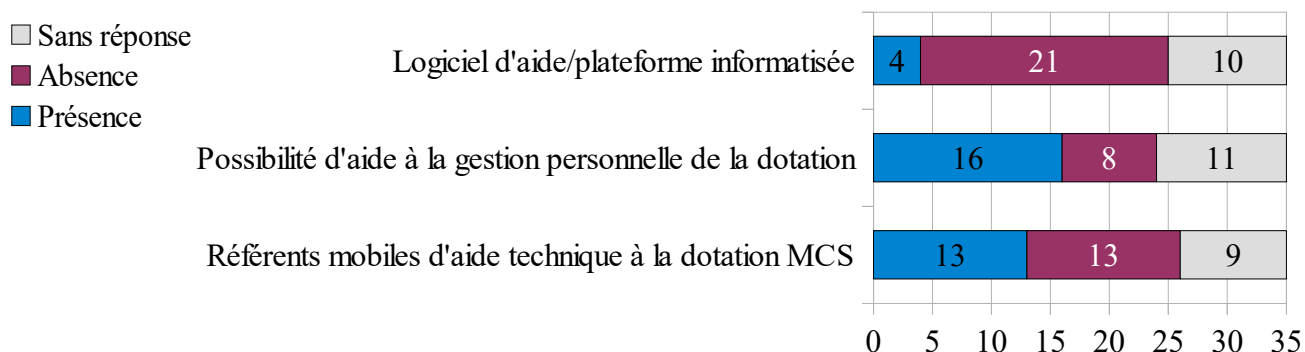 Sans réponse
Absence
Présence
Logiciel d'aide/plateforme informatisée
4 21 10
Possibilité d'aide à la gestion personnelle de la dotation
16 8 11
Référents mobiles d'aide technique à la dotation MCS
13 13 9
0 5 10 15 20 25 30 35